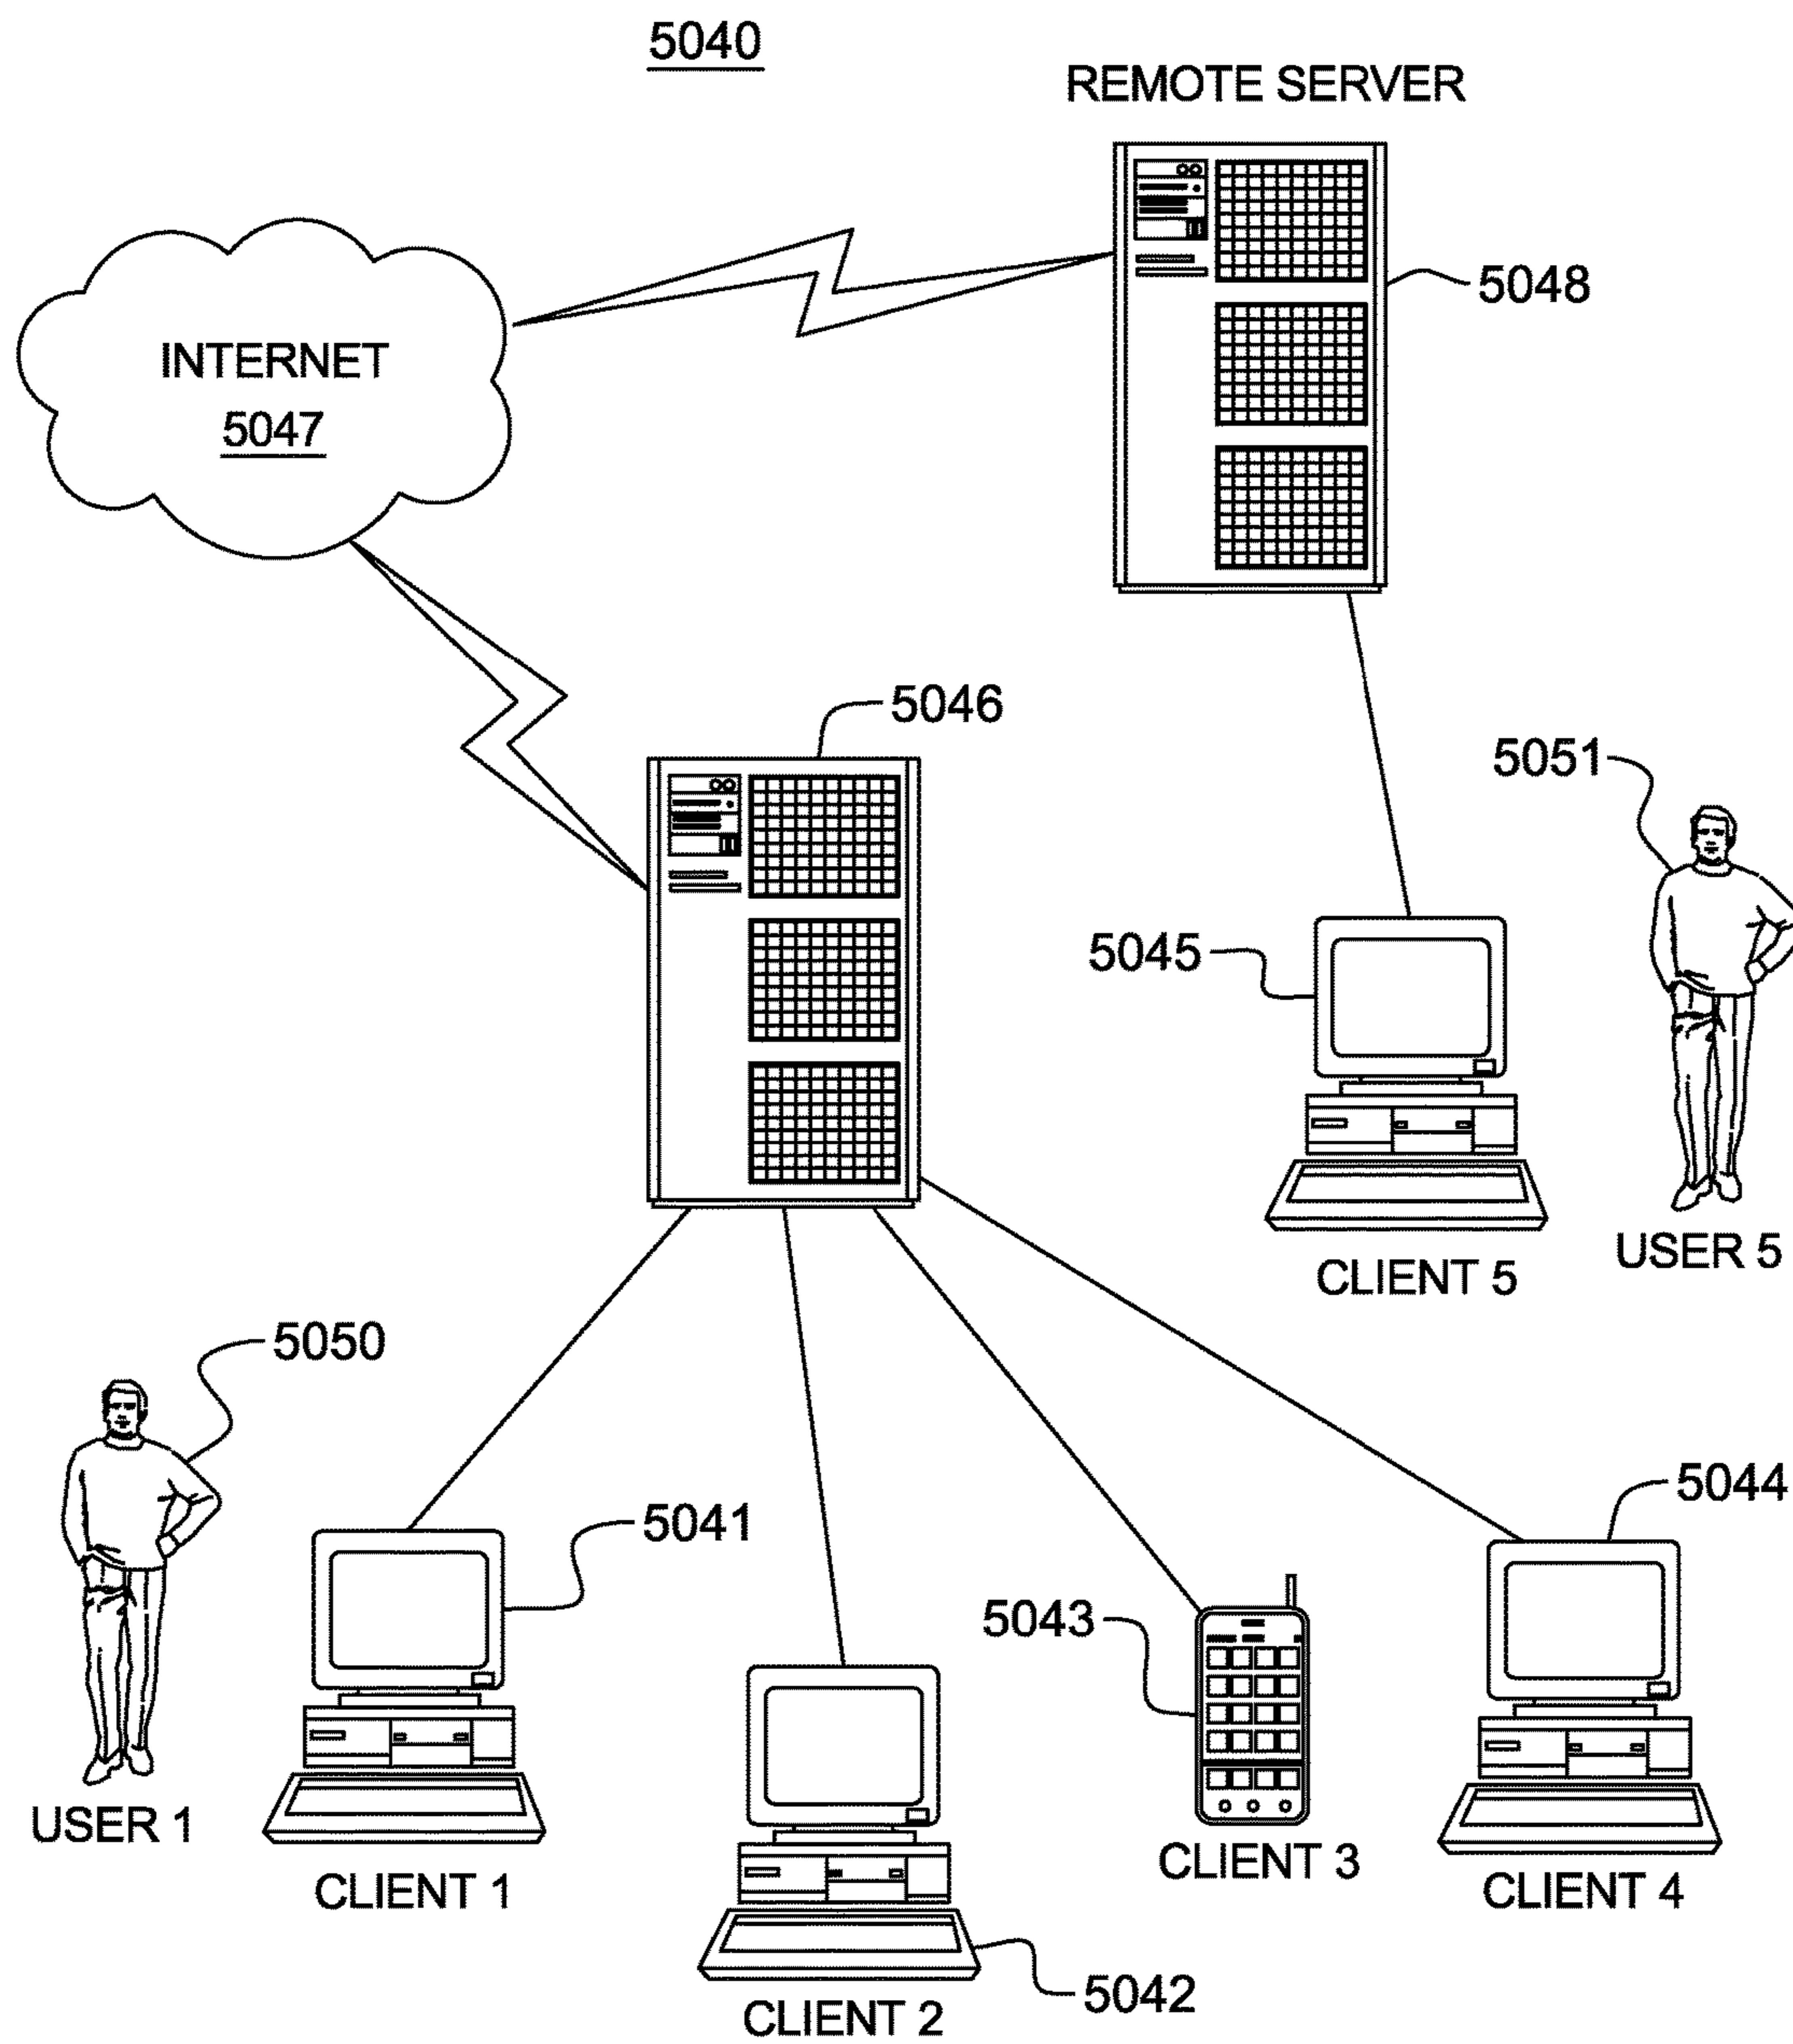 5040
REMOTE SERVER
5048
INTERNET
5047
5046
5051
5045
USER 5
CLIENT 5
5050
5044
5041
5043
USER 1
CLIENT 3
CLIENT 1
CLIENT 4
5042
CLIENT 2